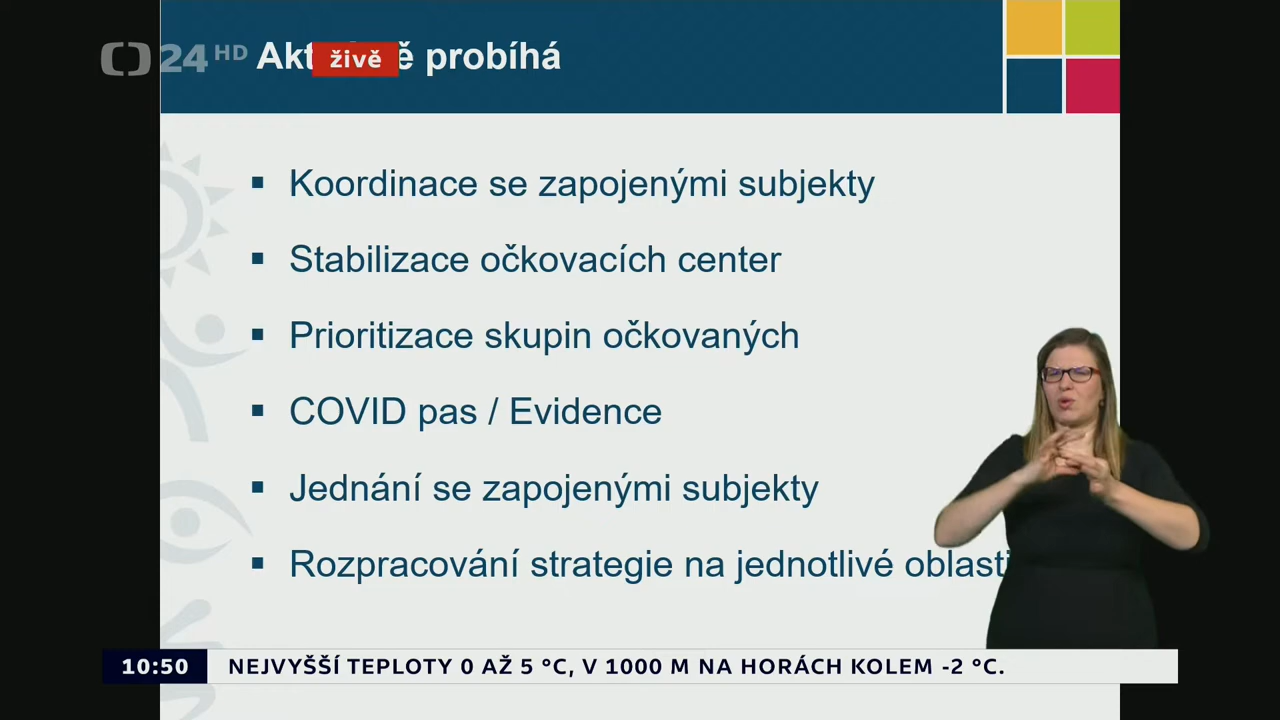 24 HD
živě
probíhá
Koordinace se zapojenými subjekty
Stabilizace očkovacích center
Prioritizace skupin očkovaných
COVID pas / Evidence
Jednání se zapojenými subjekty
Rozpracování strategie na jednotlivé oblasti
10:50 NEJVYŠŠÍ TEPLOTY 0 AŽ 5 °C, V 1000 M NA HORÁCH KOLEM -2 °C.